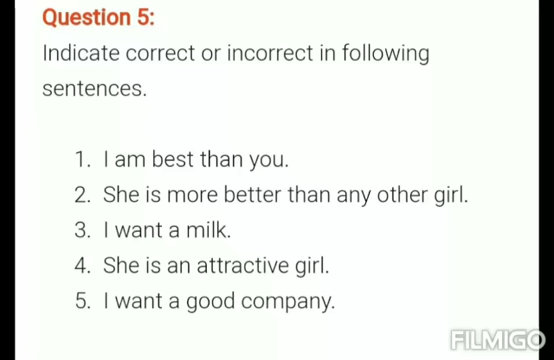 Question 5:
Indicate correct or incorrect in following
sentences.
1. I am best than you.
2. She is more better than any other girl.
3. I want a milk.
4. She is an attractive girl.
5. I want a good company.
FILMIGO